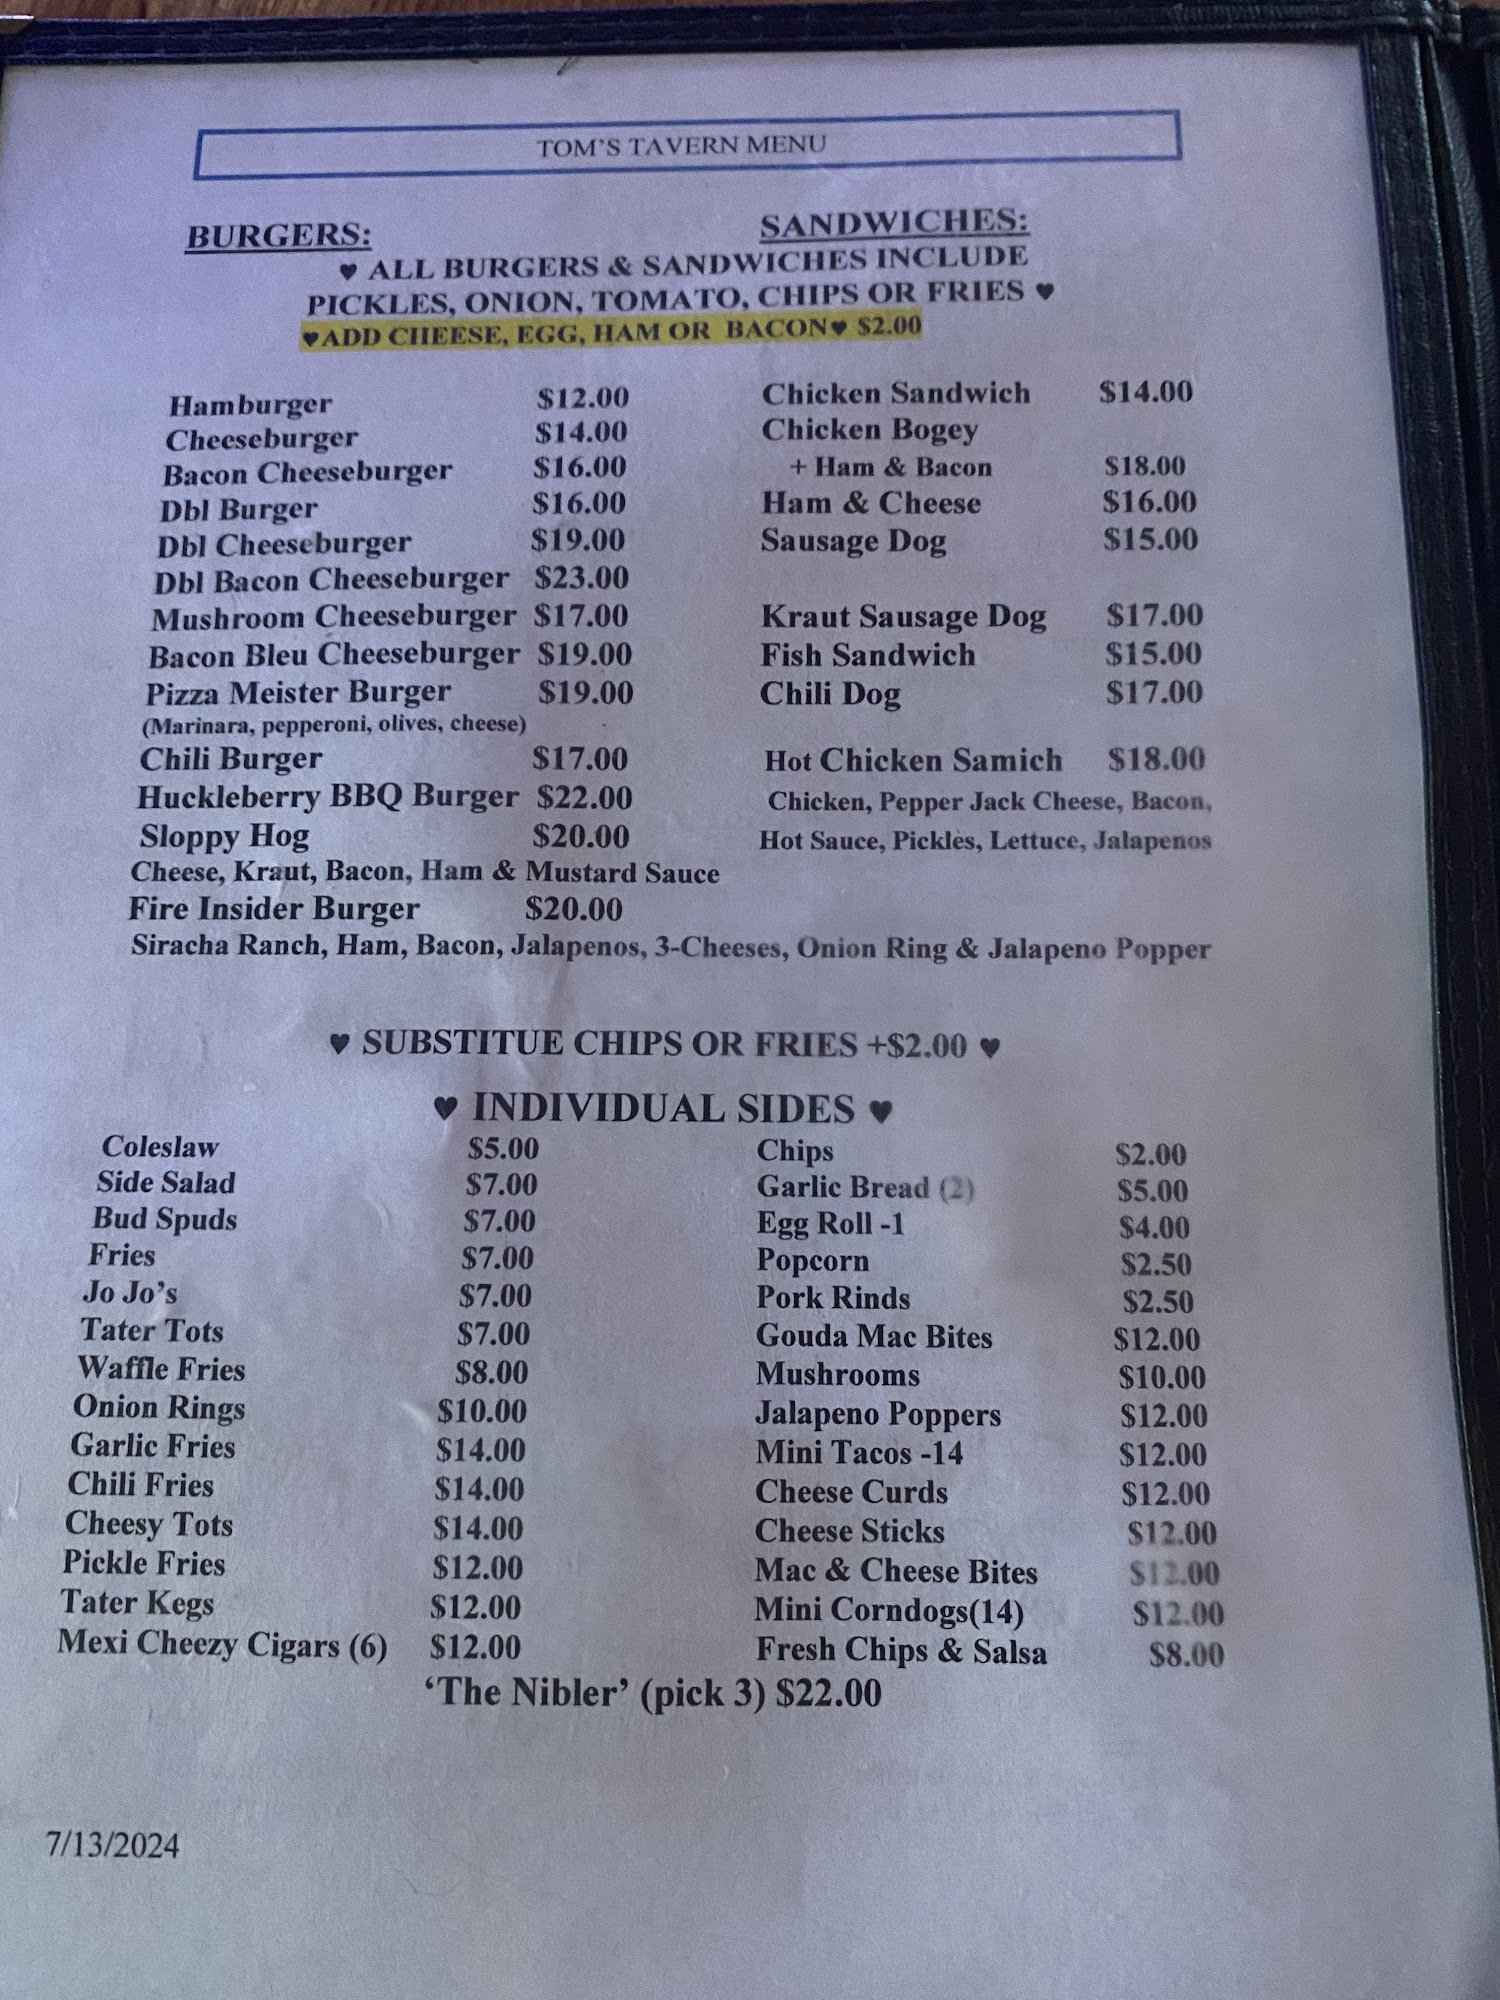 TOM'S TAVERN MENU
BURGERS: SANDWICHES:
♥ ALL BURGERS & SANDWICHES INCLUDE
PICKLES, ONION, TOMATO, CHIPS OR FRIES ♥
♥ADD CHEESE, EGG, HAM OR BACON♥ $2.00
Hamburger $12.00 Chicken Sandwich $14.00
Cheeseburger $14.00 Chicken Bogey
Bacon Cheeseburger $16.00 + Ham & Bacon $18.00
Dbl Burger $16.00 Ham & Cheese $16.00
Dbl Cheeseburger $19.00 Sausage Dog $15.00
Dbl Bacon Cheeseburger $23.00
Mushroom Cheeseburger $17.00 Kraut Sausage Dog $17.00
Bacon Bleu Cheeseburger $19.00 Fish Sandwich $15.00
Pizza Meister Burger $19.00 Chili Dog $17.00
(Marinara, pepperoni, olives, cheese)
Chili Burger $17.00 Hot Chicken Samich $18.00
Huckleberry BBQ Burger $22.00 Chicken, Pepper Jack Cheese, Bacon,
Sloppy Hog $20.00 Hot Sauce, Pickles, Lettuce, Jalapenos
Cheese, Kraut, Bacon, Ham & Mustard Sauce
Fire Insider Burger $20.00
Siracha Ranch, Ham, Bacon, Jalapenos, 3-Cheeses, Onion Ring & Jalapeno Popper
♥ SUBSTITUE CHIPS OR FRIES +$2.00 ♥
♥ INDIVIDUAL SIDES ♥
Coleslaw $5.00 Chips $2.00
Side Salad $7.00 Garlic Bread (2) $5.00
Bud Spuds $7.00 Egg Roll -1 $4.00
Fries $7.00 Popcorn $2.50
Jo Jo's $7.00 Pork Rinds $2.50
Tater Tots $7.00 Gouda Mac Bites $12.00
Waffle Fries $8.00 Mushrooms $10.00
Onion Rings $10.00 Jalapeno Poppers $12.00
Garlic Fries $14.00 Mini Tacos -14 $12.00
Chili Fries $14.00 Cheese Curds $12.00
Cheesy Tots $14.00 Cheese Sticks $12.00
Pickle Fries $12.00 Mac & Cheese Bites $12.00
Tater Kegs $12.00 Mini Corndogs(14) $12.00
Mexi Cheezy Cigars (6) $12.00 Fresh Chips & Salsa $8.00
'The Nibler' (pick 3) $22.00
7/13/2024